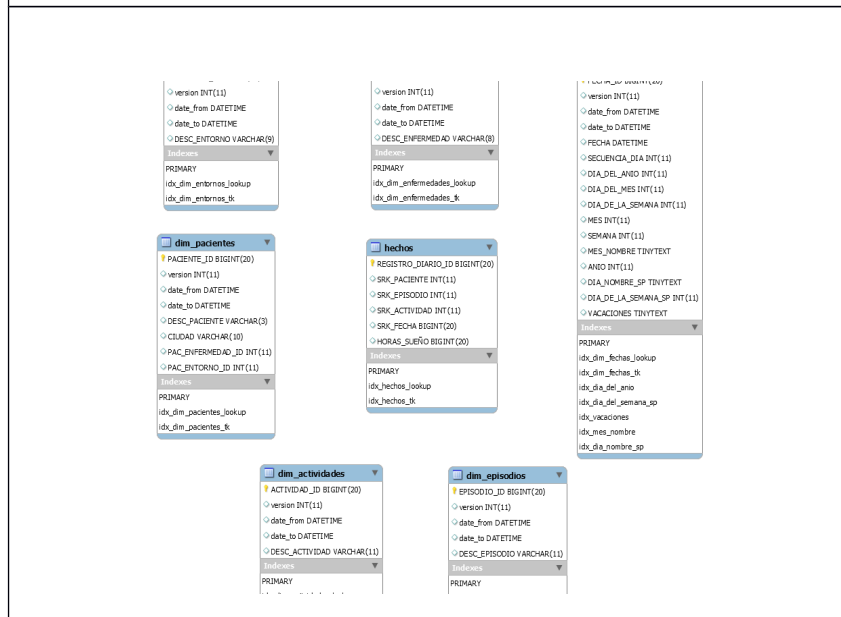 version INT(11)
date_from DATETIME
date_to DATETIME
DESC_ENTORNO VARCHAR(9)
Indexes
PRIMARY
idx_dim_entornos_lookup
idx_dim_entornos_tk
version INT(11)
date_from DATETIME
date_to DATETIME
DESC_ENFERMEDAD VARCHAR(8)
Indexes
PRIMARY
idx_dim_enfermedades_lookup
idx_dim_enfermedades_tk
FECHA_ID BIGINT(20)
version INT(11)
date_from DATETIME
date_to DATETIME
FECHA DATETIME
SECUENCIA_DIA INT(11)
DIA_DEL_ANIO INT(11)
DIA_DEL_MES INT(11)
DIA_DE_LA_SEMANA INT(11)
MES INT(11)
SEMANA INT(11)
MES_NOMBRE TINYTEXT
ANIO INT(11)
DIA_NOMBRE_SP TINYTEXT
DIA_DE_LA_SEMANA_SP INT(11)
VACACIONES TINYTEXT
Indexes
PRIMARY
idx_dim_fechas_lookup
idx_dim_fechas_tk
idx_dia_del_anio
idx_dia_del_semana_sp
idx_vacaciones
idx_mes_nombre
idx_dia_nombre_sp
dim_pacientes
PACIENTE_ID BIGINT(20)
version INT(11)
date_from DATETIME
date_to DATETIME
DESC_PACIENTE VARCHAR(3)
CIUDAD VARCHAR(10)
PAC_ENFERMEDAD_ID INT(11)
PAC_ENTORNO_ID INT(11)
Indexes
PRIMARY
idx_dim_pacientes_lookup
idx_dim_pacientes_tk
hechos
REGISTRO_DIARIO_ID BIGINT(20)
SRK_PACIENTE INT(11)
SRK_EPISODIO INT(11)
SRK_ACTIVIDAD INT(11)
SRK_FECHA BIGINT(20)
HORAS_SUEÑO BIGINT(20)
Indexes
PRIMARY
idx_hechos_lookup
idx_hechos_tk
dim_actividades
ACTIVIDAD_ID BIGINT(20)
version INT(11)
date_from DATETIME
date_to DATETIME
DESC_ACTIVIDAD VARCHAR(11)
Indexes
PRIMARY
dim_episodios
EPISODIO_ID BIGINT(20)
version INT(11)
date_from DATETIME
date_to DATETIME
DESC_EPISODIO VARCHAR(11)
Indexes
PRIMARY